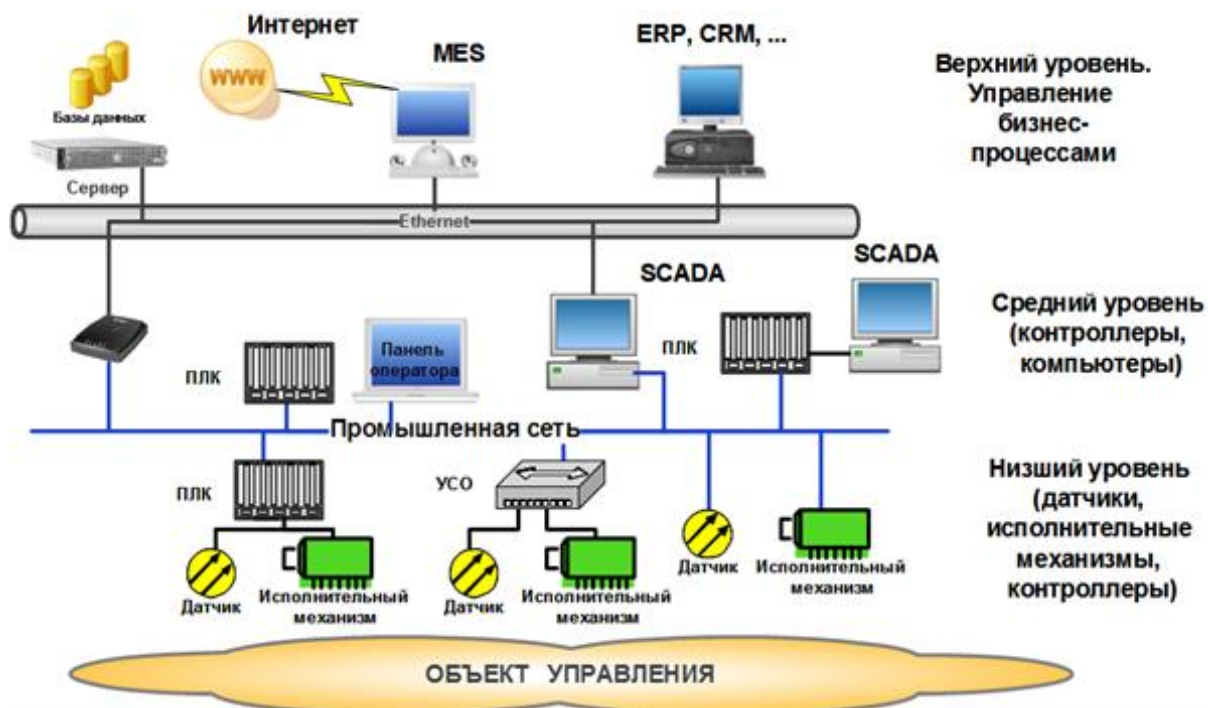 Интернет
MES
ERP, CRM, ...
Верхний уровень.
Управление
бизнес-
процессами
WWW
Базы данных
Сервер
Ethernet
SCADA
SCADA
Средний уровень
(контроллеры,
компьютеры)
ПЛК
Панель
оператора
ПЛК
Промышленная сеть
ПЛК
УСО
Низший уровень
(датчики,
исполнительные
механизмы,
контроллеры)
Датчик
Исполнительный
механизм
Датчик
Исполнительный
механизм
Датчик
Исполнительный
механизм
ОБЪЕКТ УПРАВЛЕНИЯ